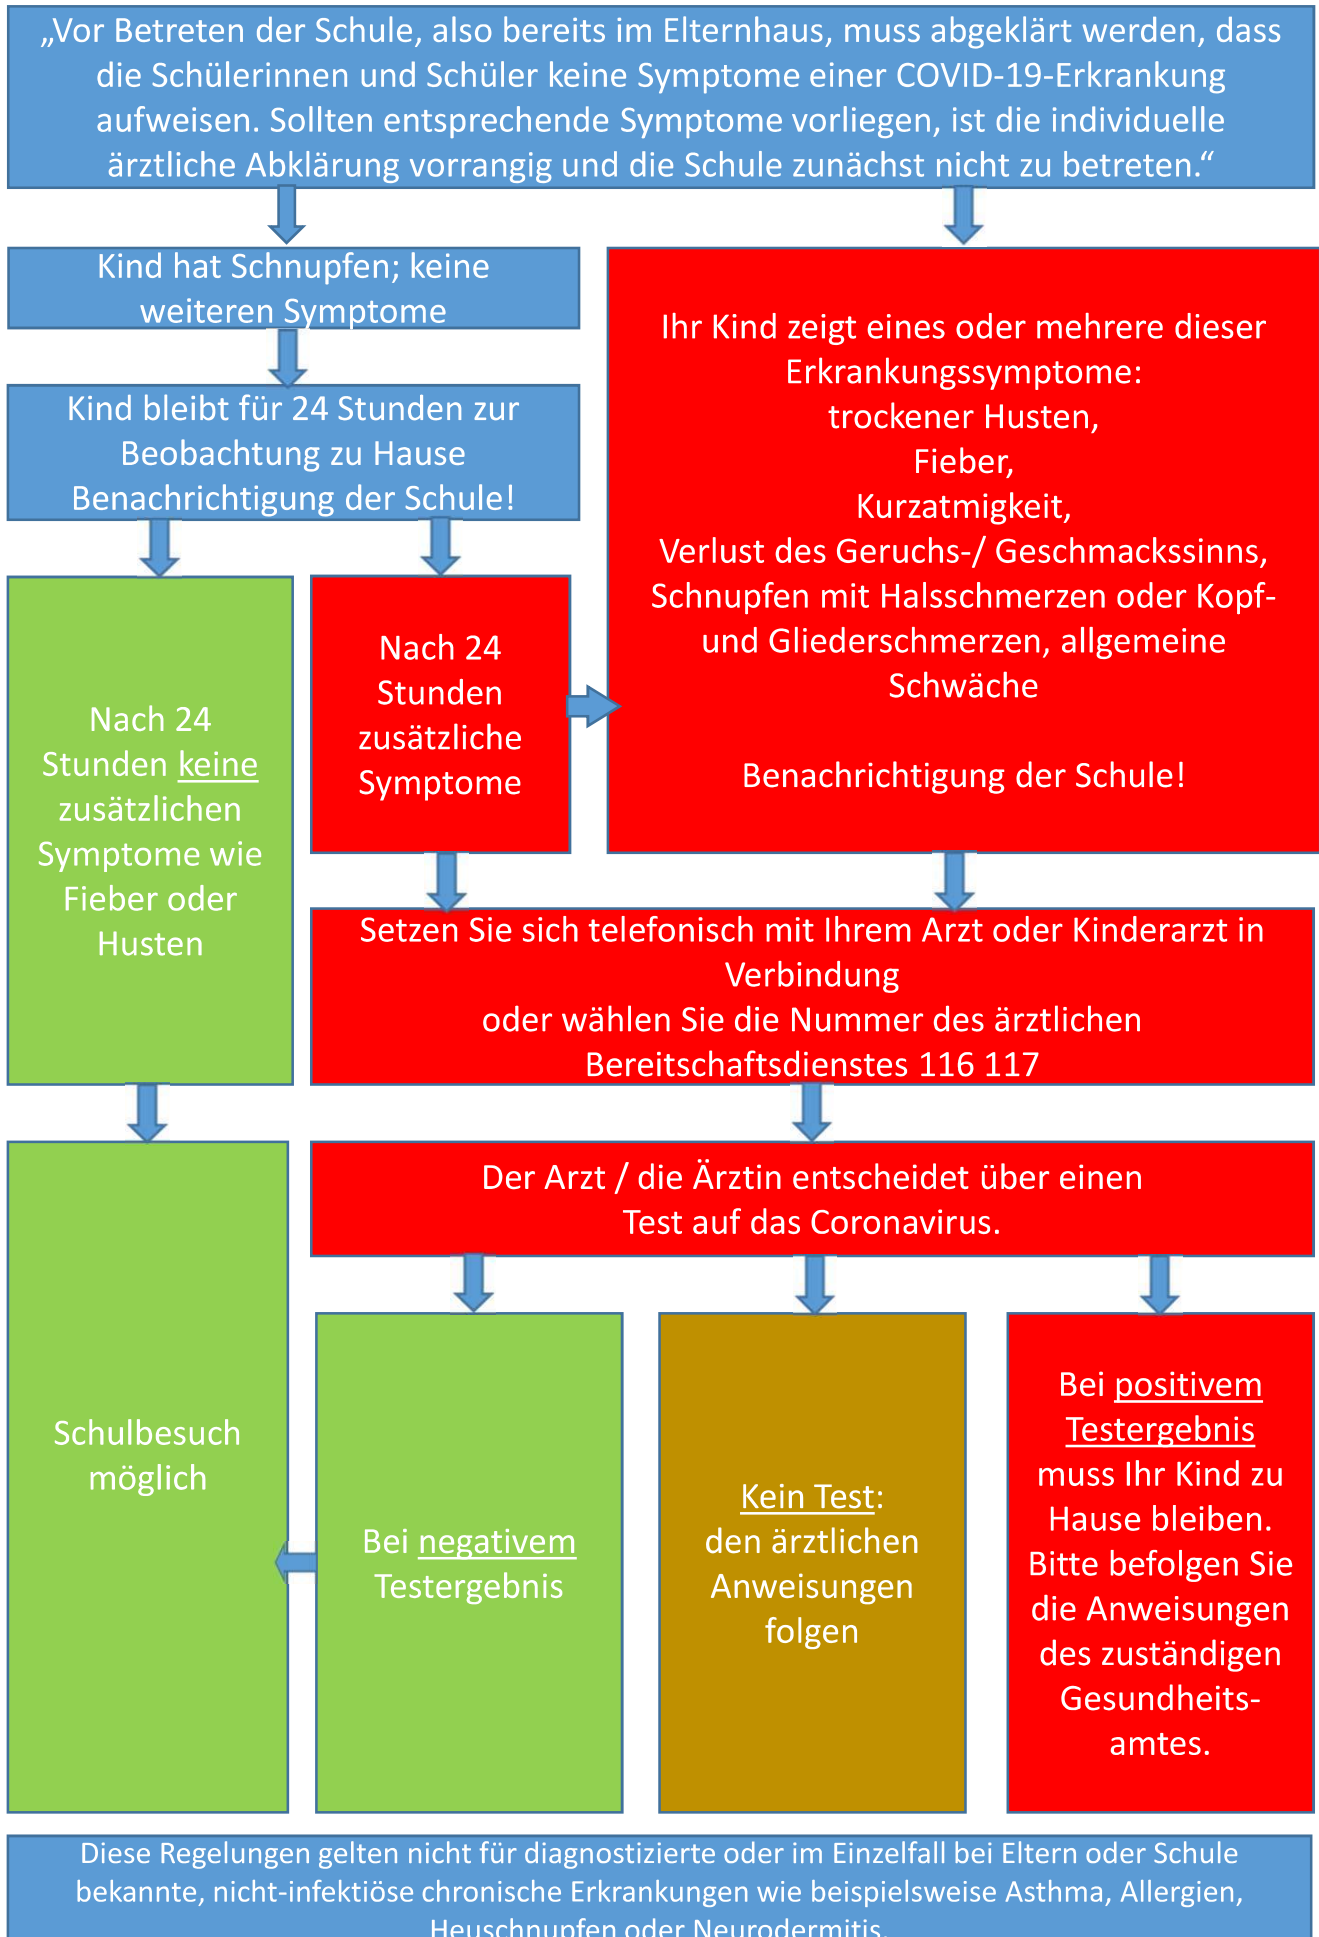 „Vor Betreten der Schule, also bereits im Elternhaus, muss abgeklärt werden, dass
die Schülerinnen und Schüler keine Symptome einer COVID-19-Erkrankung
aufweisen. Sollten entsprechende Symptome vorliegen, ist die individuelle
ärztliche Abklärung vorrangig und die Schule zunächst nicht zu betreten.“
Kind hat Schnupfen; keine
weiteren Symptome
Kind bleibt für 24 Stunden zur
Beobachtung zu Hause
Benachrichtigung der Schule!
Ihr Kind zeigt eines oder mehrere dieser
Erkrankungssymptome:
trockener Husten,
Fieber,
Kurzatmigkeit,
Verlust des Geruchs-/ Geschmackssinns,
Schnupfen mit Halsschmerzen oder Kopf-
und Gliederschmerzen, allgemeine
Schwäche
Benachrichtigung der Schule!
Nach 24
Stunden keine
zusätzlichen
Symptome wie
Fieber oder
Husten
Nach 24
Stunden
zusätzliche
Symptome
Setzen Sie sich telefonisch mit Ihrem Arzt oder Kinderarzt in
Verbindung
oder wählen Sie die Nummer des ärztlichen
Bereitschaftsdienstes 116 117
Der Arzt / die Ärztin entscheidet über einen
Test auf das Coronavirus.
Schulbesuch
möglich
Bei negativem
Testergebnis
Kein Test:
den ärztlichen
Anweisungen
folgen
Bei positivem
Testergebnis
muss Ihr Kind zu
Hause bleiben.
Bitte befolgen Sie
die Anweisungen
des zuständigen
Gesundheits-
amtes.
Diese Regelungen gelten nicht für diagnostizierte oder im Einzelfall bei Eltern oder Schule
bekannte, nicht-infektiöse chronische Erkrankungen wie beispielsweise Asthma, Allergien,
Heuschnupfen oder Neurodermitis.